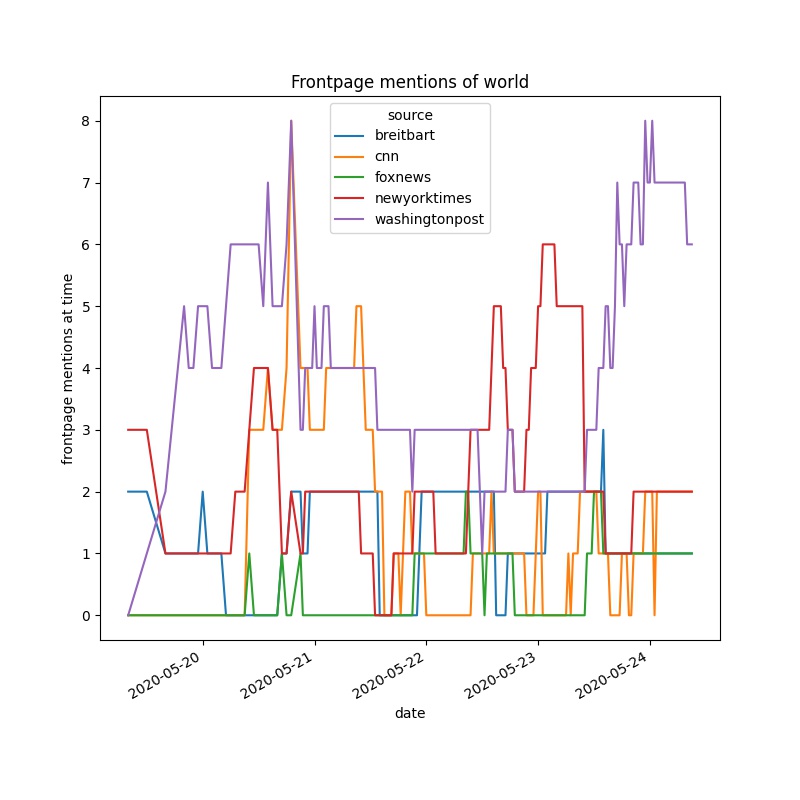 Frontpage mentions of world
source
breitbart
cnn
foxnews
newyorktimes
washingtonpost
frontpage mentions at time
8
7
6
5
4
3
2
1
0
2020-05-20
2020-05-21
2020-05-22
2020-05-23
2020-05-24
date